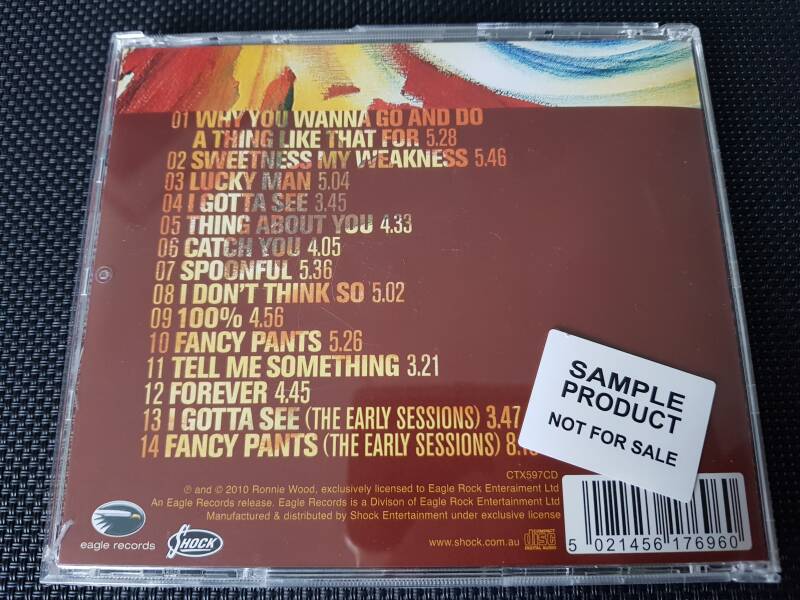 01 WHY YOU WANNA GO AND DO
A THING LIKE THAT FOR 5.28
02 SWEETNESS MY WEAKNESS 5.46
03 LUCKY MAN 5.04
04 I GOTTA SEE 3.45
05 THING ABOUT YOU 4.33
06 CATCH YOU 4.05
07 SPOONFUL 5.36
08 I DON'T THINK SO 5.02
09 100% 4.56
10 FANCY PANTS 5.26
11 TELL ME SOMETHING 3.21
12 FOREVER 4.45
13 I GOTTA SEE (THE EARLY SESSIONS) 3.47
14 FANCY PANTS (THE EARLY SESSIONS)
SAMPLE
PRODUCT
NOT FOR SALE
CTX597CD
℗ and © 2010 Ronnie Wood, exclusively licensed to Eagle Rock Enteraiment Ltd
An Eagle Records release. Eagle Records is a Divison of Eagle Rock Entertainment Ltd
Manufactured & distributed by Shock Entertainment under exclusive license
eagle records
SHOCK
www.shock.com.au
COMPACT
disc
DIGITAL AUDIO
5 021456 176960